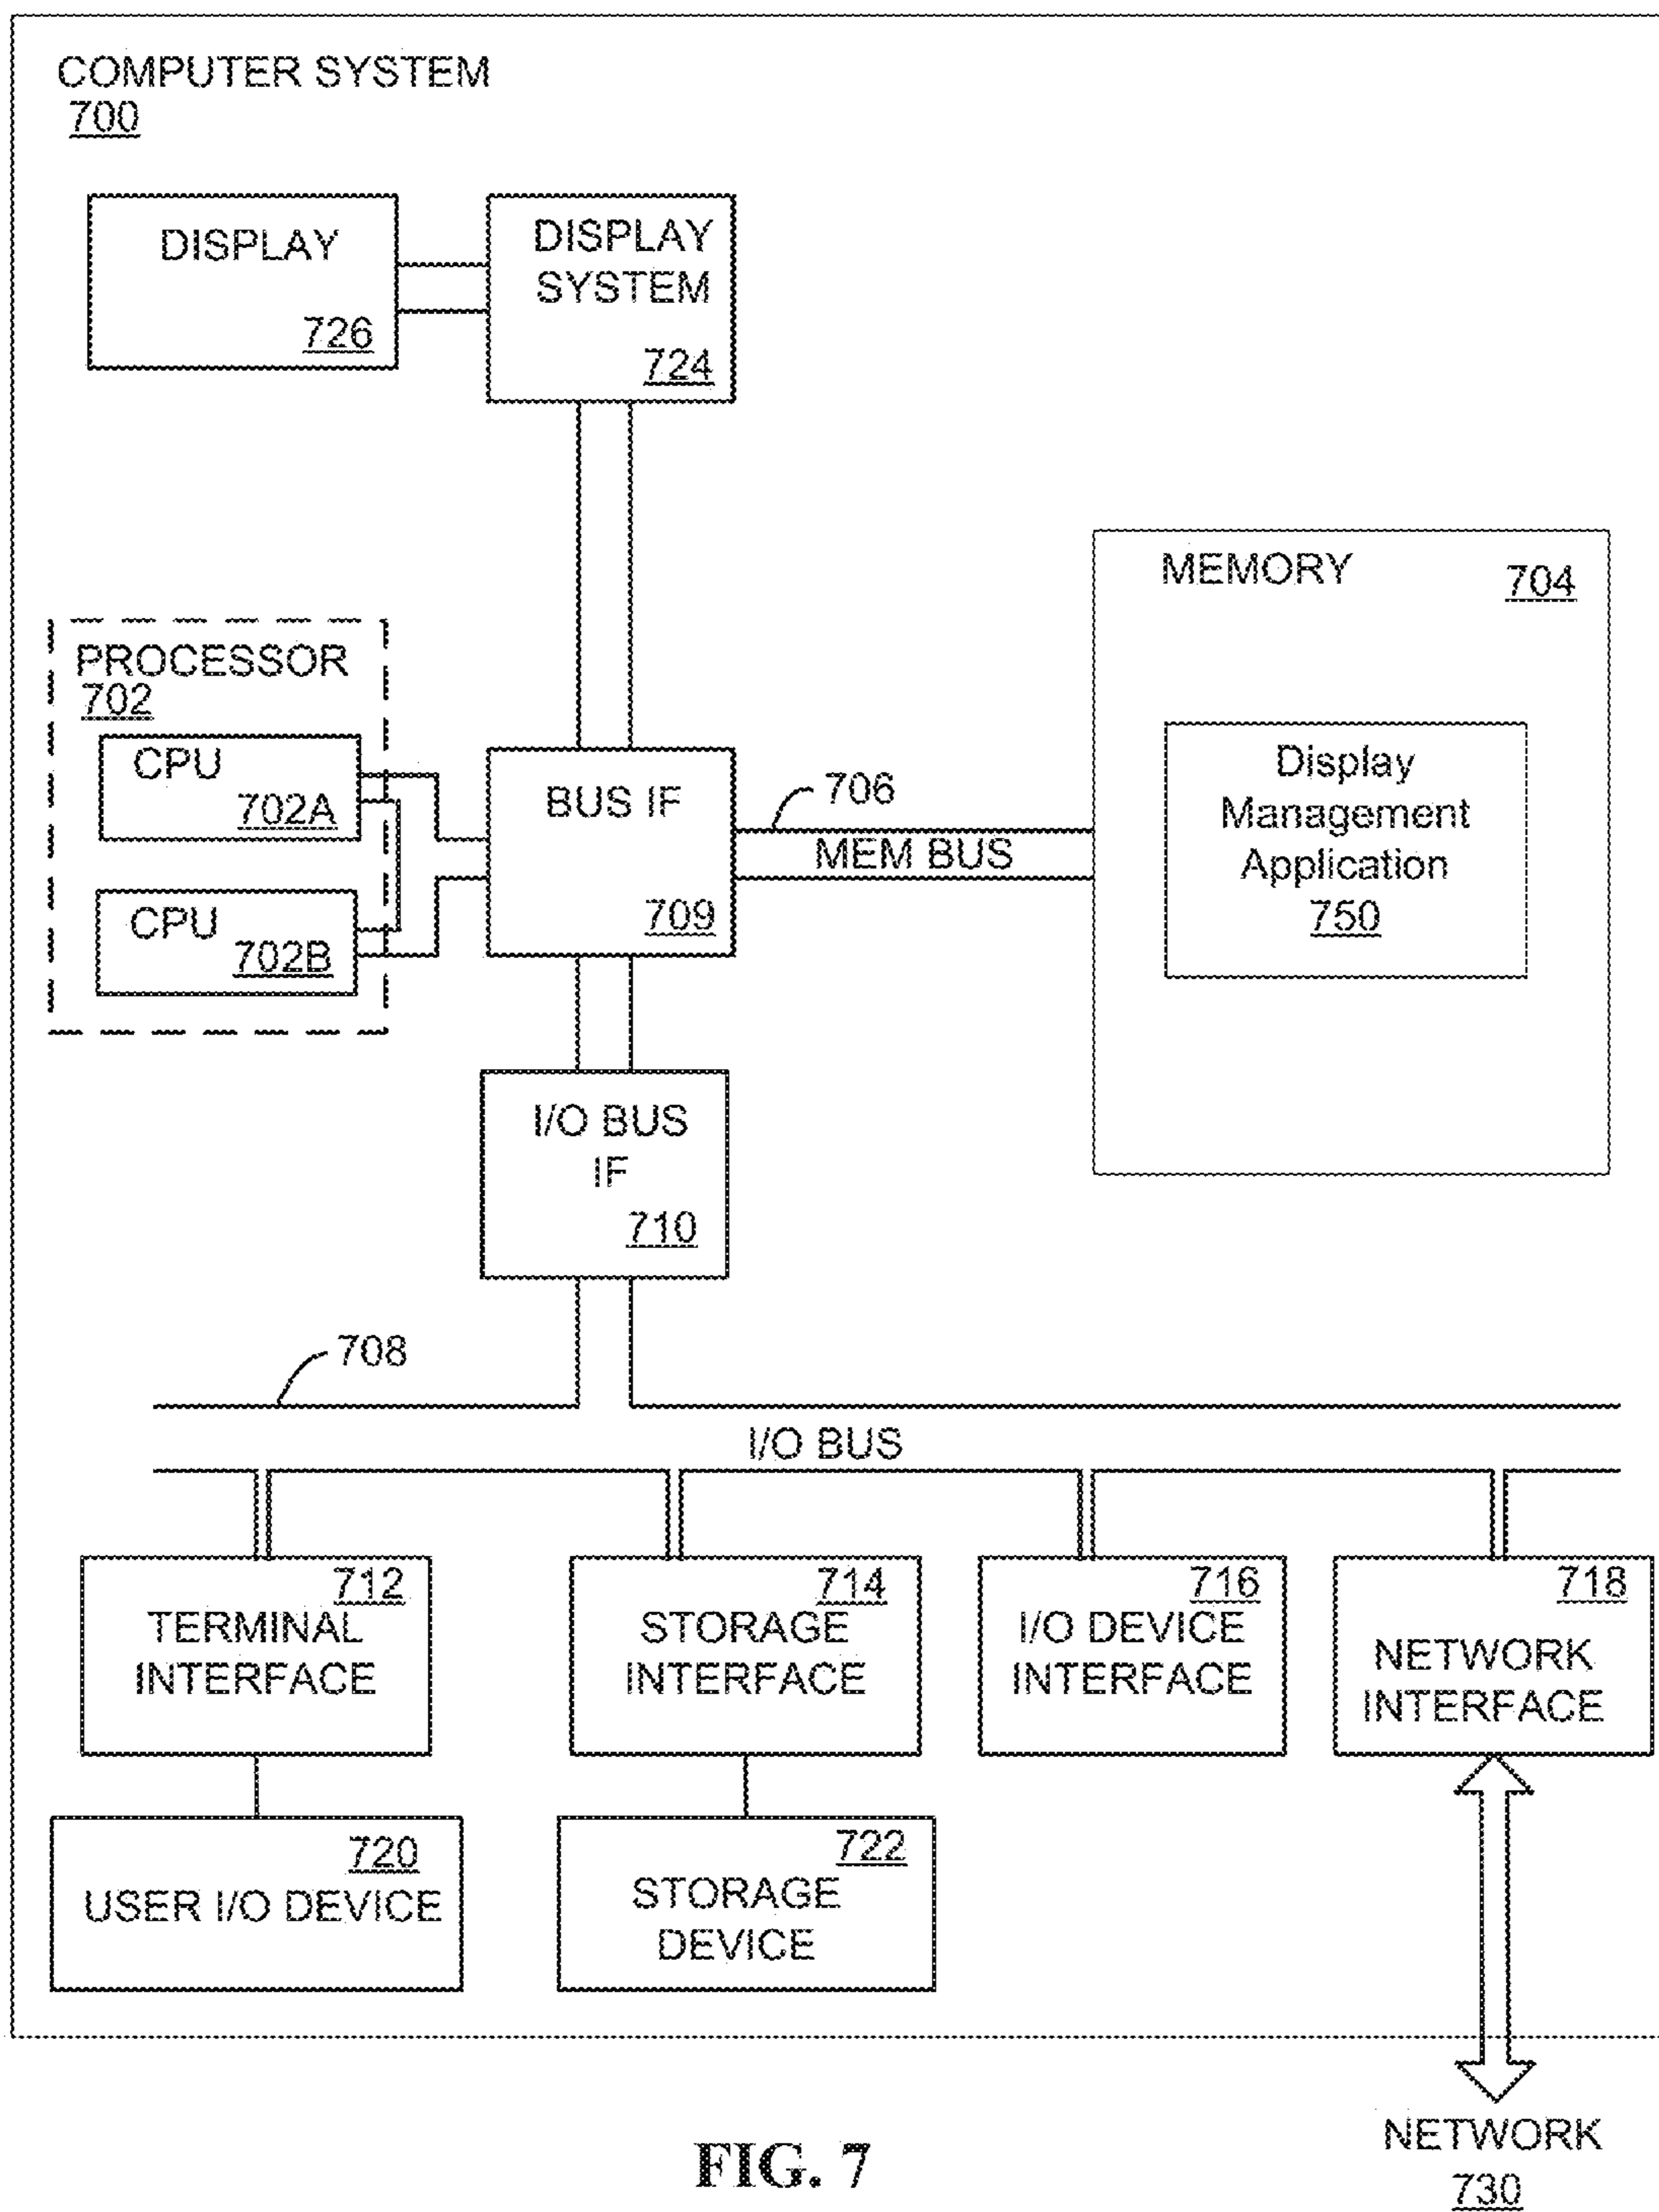 COMPUTER SYSTEM
700
DISPLAY
726
DISPLAY
SYSTEM
724
MEMORY
704
Display
Management
Application
750
PROCESSOR
702
CPU
702A
CPU
702B
BUS IF
709
706
MEM BUS
I/O BUS
IF
710
708
I/O BUS
712
TERMINAL
INTERFACE
714
STORAGE
INTERFACE
716
I/O DEVICE
INTERFACE
718
NETWORK
INTERFACE
720
USER I/O DEVICE
722
STORAGE
DEVICE
NETWORK
730
FIG. 7